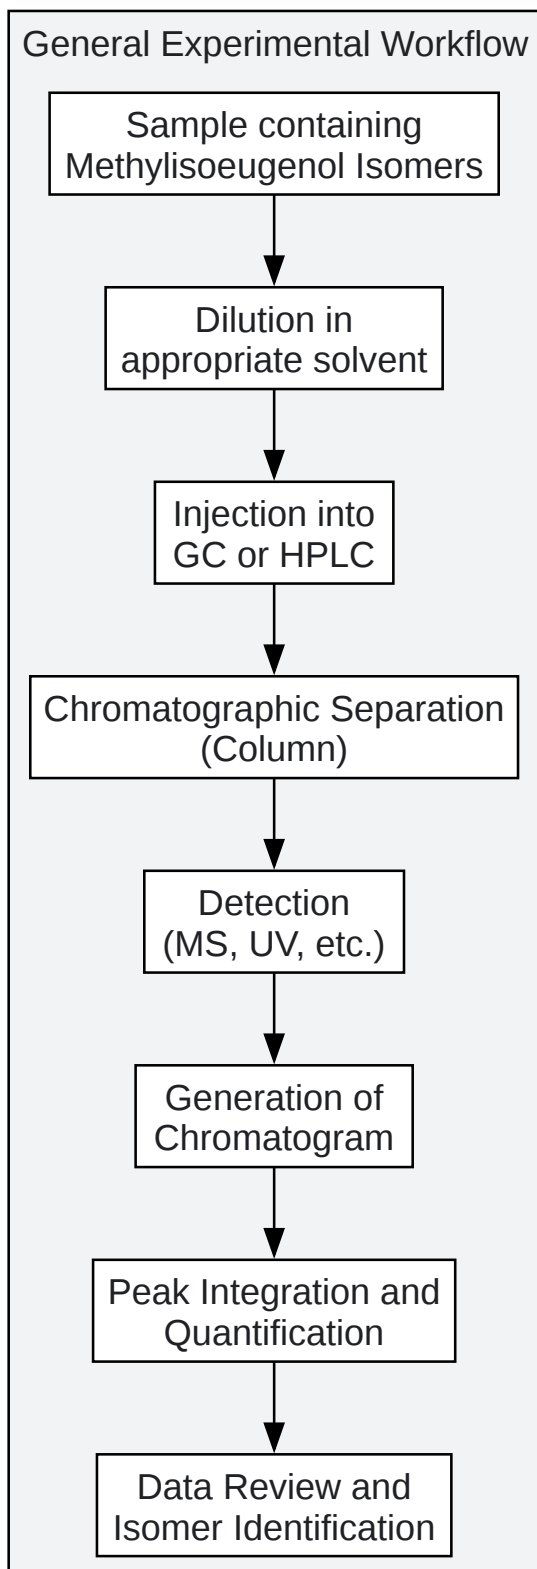 General Experimental Workflow
Sample containing
Methylisoeugenol Isomers
Dilution in
appropriate solvent
Injection into
GC or HPLC
Chromatographic Separation
(Column)
Detection
(MS, UV, etc.)
Generation of
Chromatogram
Peak Integration and
Quantification
Data Review and
Isomer Identification